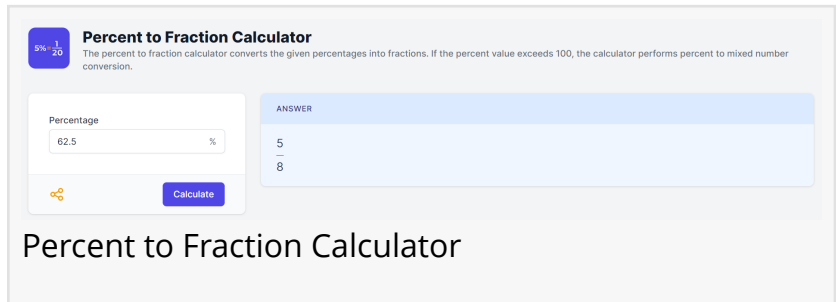 5%=1/20
Percent to Fraction Calculator
The percent to fraction calculator converts the given percentages into fractions. If the percent value exceeds 100, the calculator performs percent to mixed number
conversion.
Percentage
62.5 %
Calculate
ANSWER
5
8
Percent to Fraction Calculator